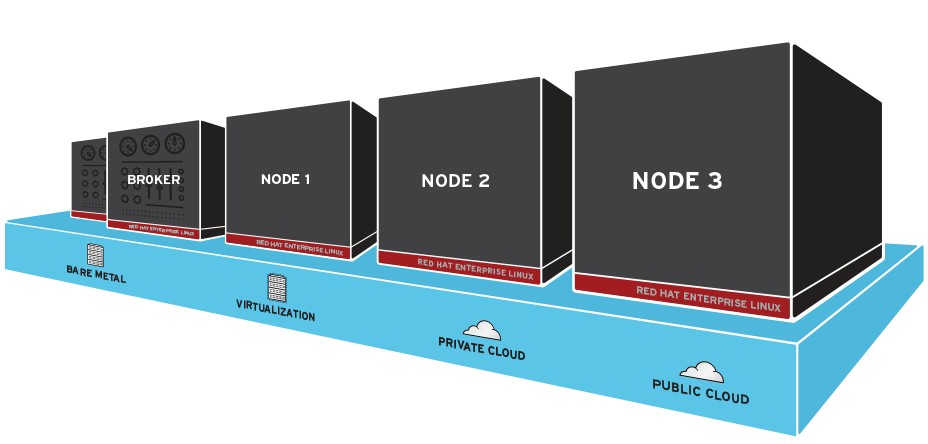 BROKER
NODE 1
NODE 2
NODE 3
RED HAT ENTERPRISE LINUX
RED HAT ENTERPRISE LINUX
RED HAT ENTERPRISE LINUX
RED HAT ENTERPRISE LINUX
BARE METAL
VIRTUALIZATION
PRIVATE CLOUD
PUBLIC CLOUD